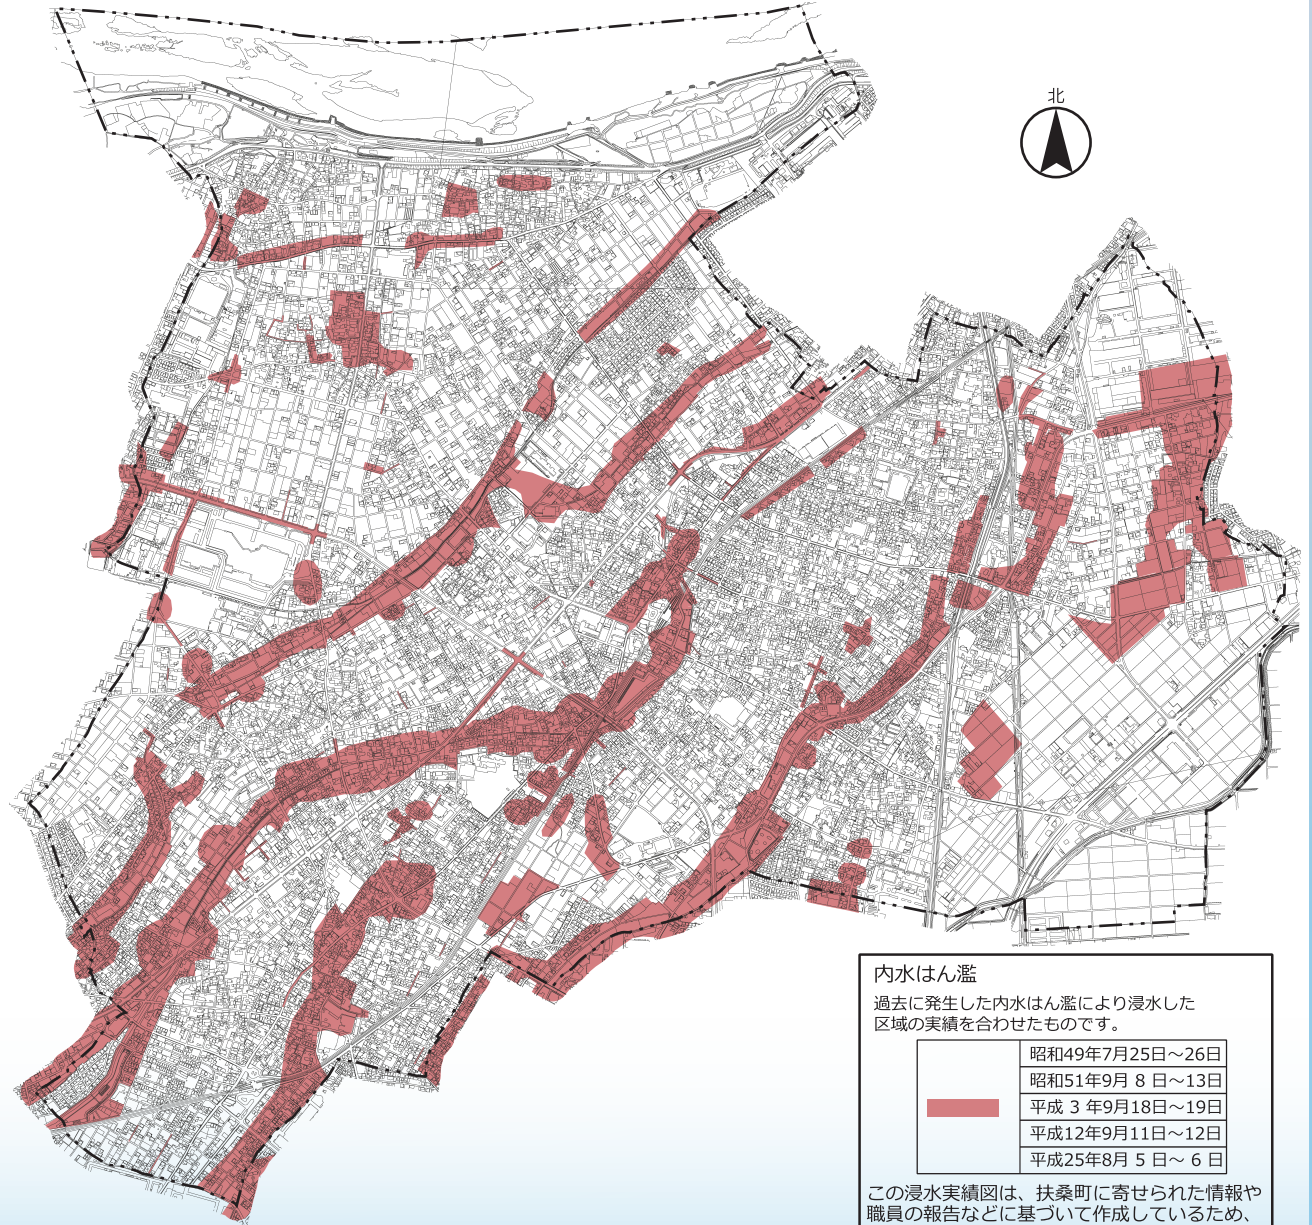 北
内水はん濫
過去に発生した内水はん濫により浸水した
区域の実績を合わせたものです。
昭和49年7月25日～26日
昭和51年9月 8 日～13日
平成 3 年9月18日～19日
平成12年9月11日～12日
平成25年8月 5 日～ 6 日
この浸水実績図は、扶桑町に寄せられた情報や
職員の報告などに基づいて作成しているため、